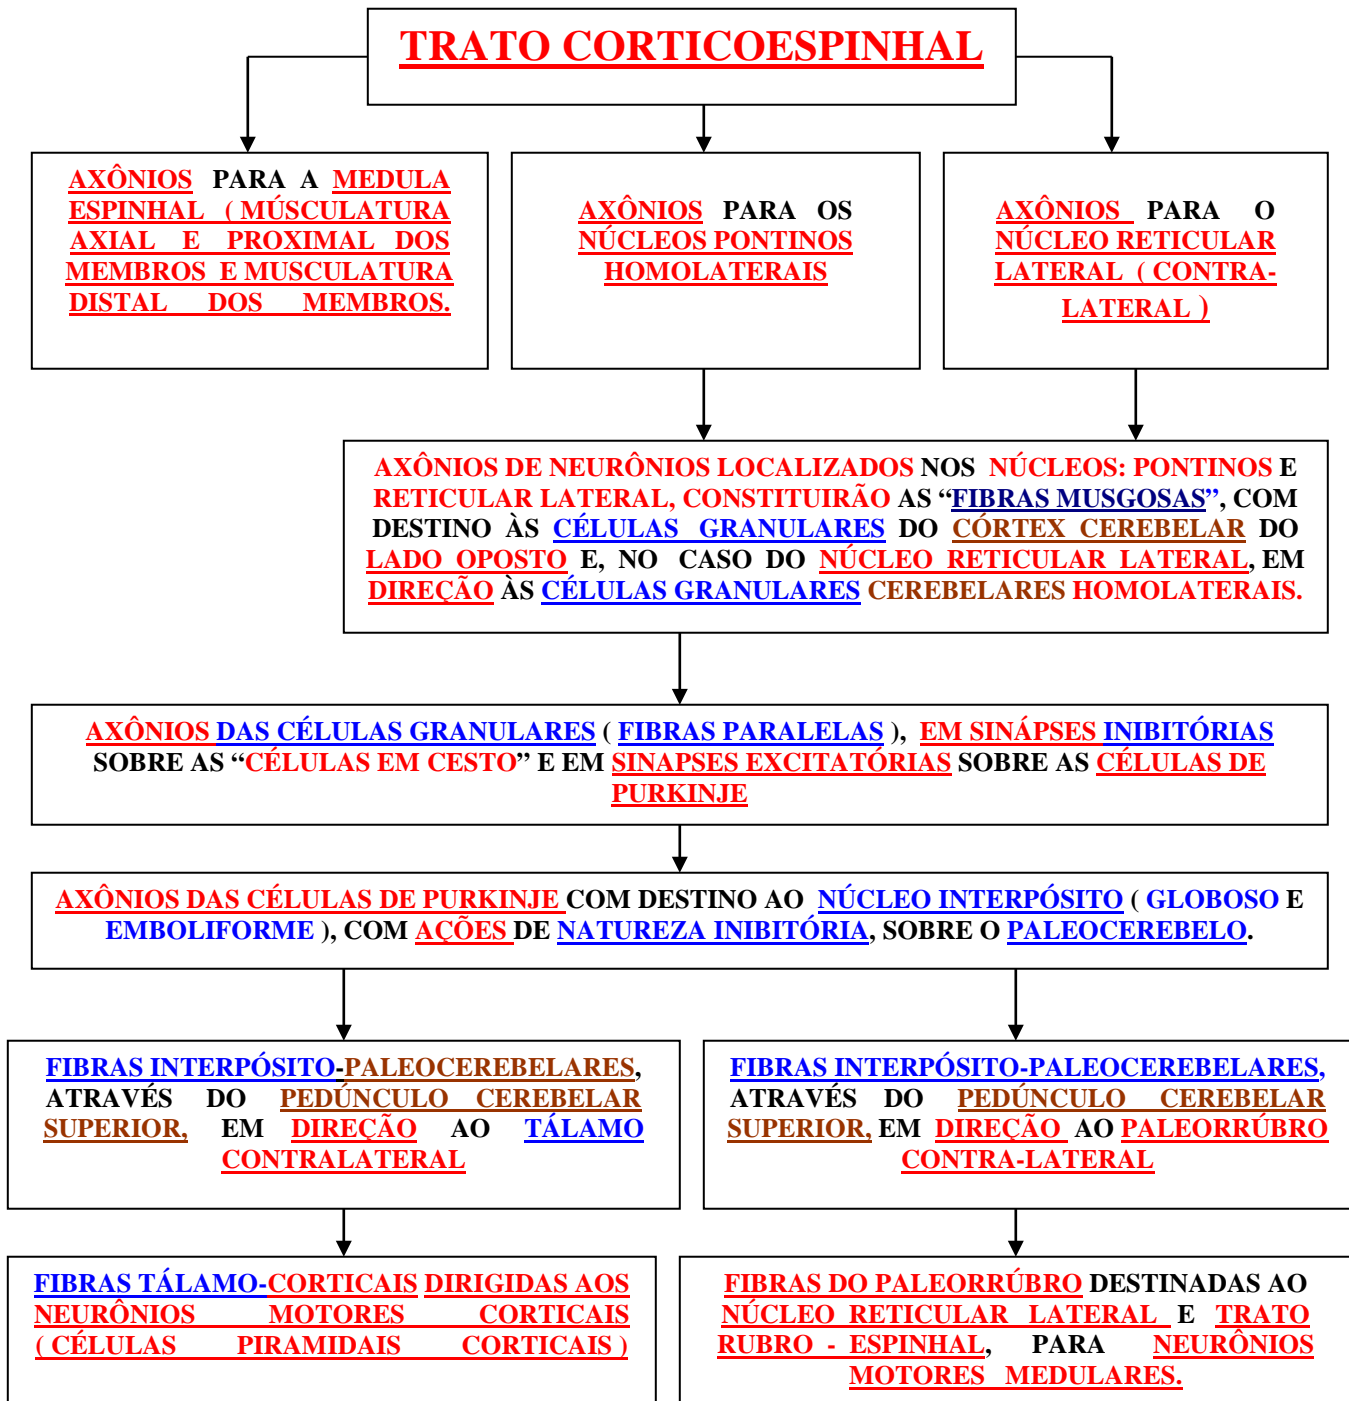 TRATO CORTICOESPINHAL
AXÔNIOS PARA A MEDULA
ESPINHAL ( MÚSCULATURA
AXIAL E PROXIMAL DOS
MEMBROS E MUSCULATURA
DISTAL DOS MEMBROS.
AXÔNIOS PARA OS
NÚCLEOS PONTINOS
HOMOLATERAIS
AXÔNIOS PARA O
NÚCLEO RETICULAR
LATERAL ( CONTRA-
LATERAL )
AXÔNIOS DE NEURÔNIOS LOCALIZADOS NOS NÚCLEOS: PONTINOS E
RETICULAR LATERAL, CONSTITUIRÃO AS “FIBRAS MUSGOSAS”, COM
DESTINO ÀS CÉLULAS GRANULARES DO CÓRTEX CEREBELAR DO
LADO OPOSTO E, NO CASO DO NÚCLEO RETICULAR LATERAL, EM
DIREÇÃO ÀS CÉLULAS GRANULARES CEREBELARES HOMOLATERAIS.
AXÔNIOS DAS CÉLULAS GRANULARES ( FIBRAS PARALELAS ), EM SINÁPSES INIBITÓRIAS
SOBRE AS “CÉLULAS EM CESTO” E EM SINAPSES EXCITATÓRIAS SOBRE AS CÉLULAS DE
PURKINJE
AXÔNIOS DAS CÉLULAS DE PURKINJE COM DESTINO AO NÚCLEO INTERPÓSITO ( GLOBOSO E
EMBOLIFORME ), COM AÇÕES DE NATUREZA INIBITÓRIA, SOBRE O PALEOCEREBELO.
FIBRAS INTERPÓSITO-PALEOCEREBELARES,
ATRAVÉS DO PEDÚNCULO CEREBELAR
SUPERIOR, EM DIREÇÃO AO TÁLAMO
CONTRALATERAL
FIBRAS INTERPÓSITO-PALEOCEREBELARES,
ATRAVÉS DO PEDÚNCULO CEREBELAR
SUPERIOR, EM DIREÇÃO AO PALEORRÚBRO
CONTRA-LATERAL
FIBRAS TÁLAMO-CORTICAIS DIRIGIDAS AOS
NEURÔNIOS MOTORES CORTICAIS
( CÉLULAS PIRAMIDAIS CORTICAIS )
FIBRAS DO PALEORRÚBRO DESTINADAS AO
NÚCLEO RETICULAR LATERAL E TRATO
RUBRO - ESPINHAL, PARA NEURÔNIOS
MOTORES MEDULARES.